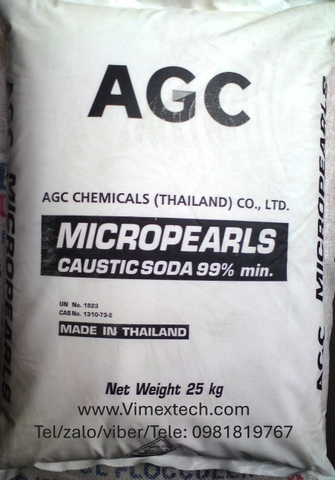 AGC
AGC CHEMICALS (THAILAND) CO., LTD.
MICROPEARLS
CAUSTIC SODA 99% min.
UN No. 1823
CAS No. 1310-73-2
MADE IN THAILAND
Net Weight 25 kg
www.Vimextech.com
Tel/zalo/viber/Tele: 0981819767
MICROPEARLS
AGC MICROPEARLS